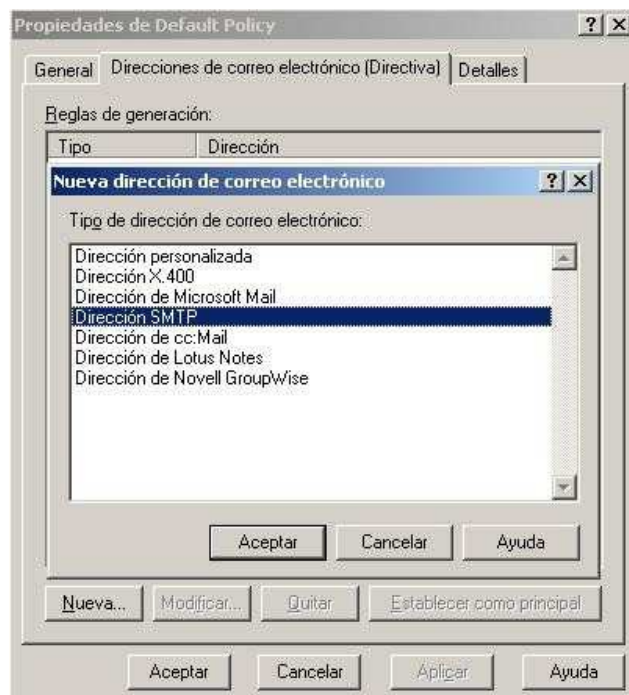 Propiedades de Default Policy
General Direcciones de correo electrónico (Directiva) Detalles
Reglas de generación:
Tipo Dirección
Nueva dirección de correo electrónico
Tipo de dirección de correo electrónico:
Dirección personalizada
Dirección X.400
Dirección de Microsoft Mail
Dirección SMTP
Dirección de cc:Mail
Dirección de Lotus Notes
Dirección de Novell GroupWise
Aceptar Cancelar Ayuda
Nueva... Modificar... Quitar Establecer como principal
Aceptar Cancelar Aplicar Ayuda